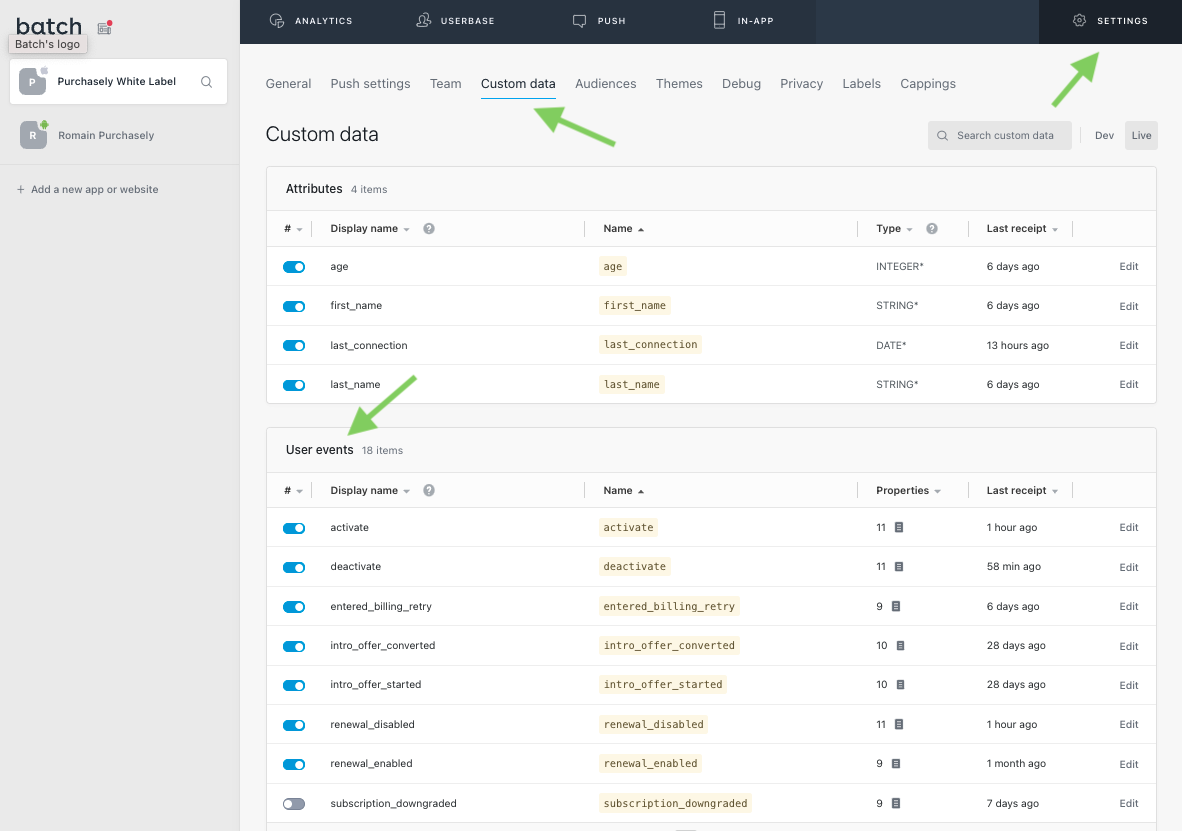 batch
Batch's logo
P Purchasely White Label
R Romain Purchasely
+ Add a new app or website
ANALYTICS USERBASE PUSH IN-APP SETTINGS
General Push settings Team Custom data Audiences Themes Debug Privacy Labels Cappings
Custom data Search custom data Dev Live
Attributes 4 items
# Display name ? Name Type ? Last receipt
age age INTEGER* 6 days ago Edit
first_name first_name STRING* 6 days ago Edit
last_connection last_connection DATE* 13 hours ago Edit
last_name last_name STRING* 6 days ago Edit
User events 18 items
# Display name ? Name Properties Last receipt
activate activate 11 1 hour ago Edit
deactivate deactivate 11 58 min ago Edit
entered_billing_retry entered_billing_retry 9 6 days ago Edit
intro_offer_converted intro_offer_converted 10 28 days ago Edit
intro_offer_started intro_offer_started 10 28 days ago Edit
renewal_disabled renewal_disabled 11 1 hour ago Edit
renewal_enabled renewal_enabled 9 1 month ago Edit
subscription_downgraded subscription_downgraded 9 7 days ago Edit